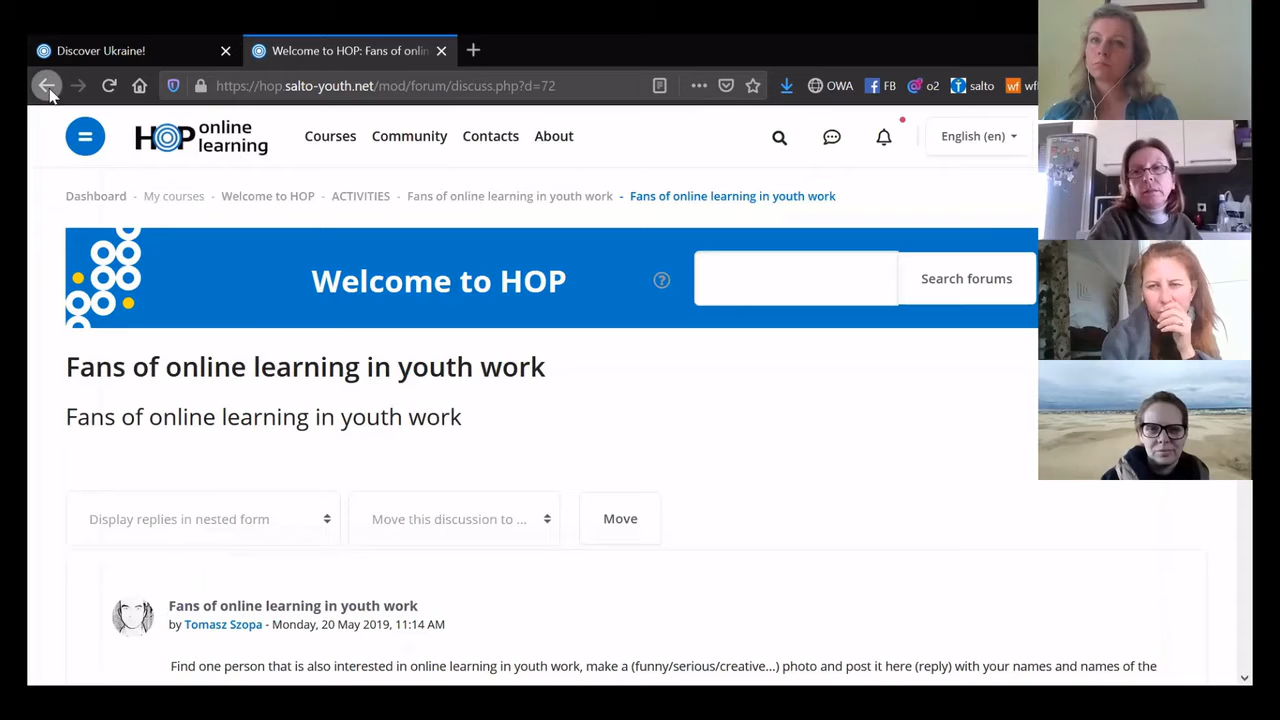 Discover Ukraine!
Welcome to HOP: Fans of onlin
https://hop.salto-youth.net/mod/forum/discuss.php?d=72
OWA
FB
o2
salto
HOP online learning
Courses
Community
Contacts
About
English (en)
Dashboard - My courses - Welcome to HOP - ACTIVITIES - Fans of online learning in youth work - Fans of online learning in youth work
Welcome to HOP
Search forums
Fans of online learning in youth work
Fans of online learning in youth work
Display replies in nested form
Move this discussion to ...
Move
Fans of online learning in youth work
by Tomasz Szopa - Monday, 20 May 2019, 11:14 AM
Find one person that is also interested in online learning in youth work, make a (funny/serious/creative...) photo and post it here (reply) with your names and names of the